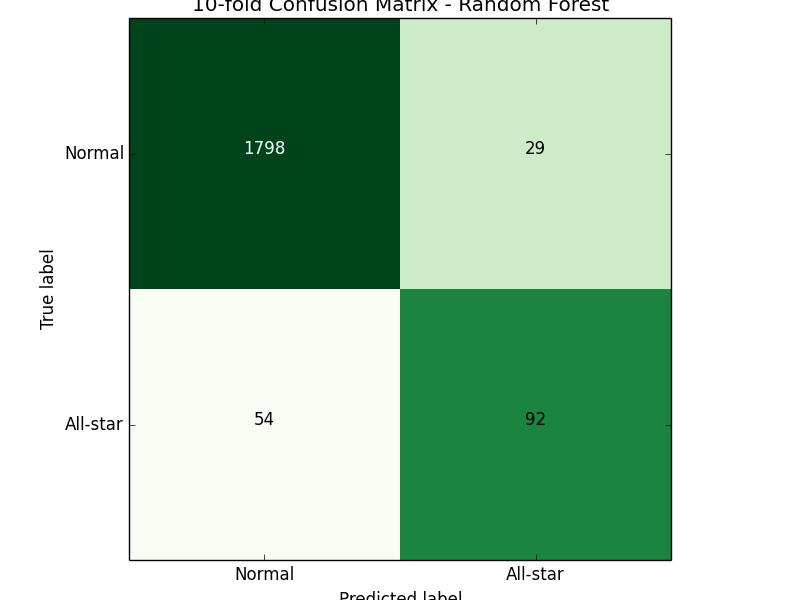 10-fold Confusion Matrix - Random Forest
Normal
1798
29
True label
All-star
54
92
Normal
All-star
Predicted label